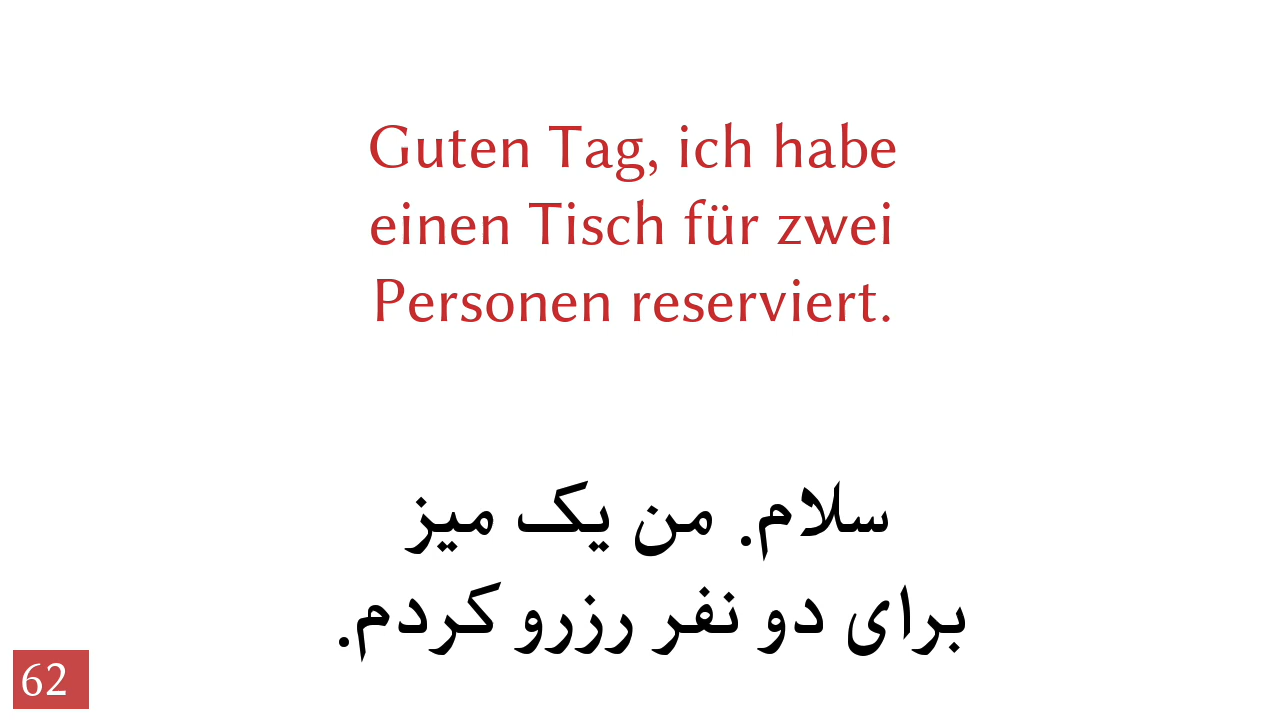 Guten Tag, ich habe
einen Tisch für zwei
Personen reserviert.
سلام. من یک میز
برای دو نفر رزرو کردم.
62